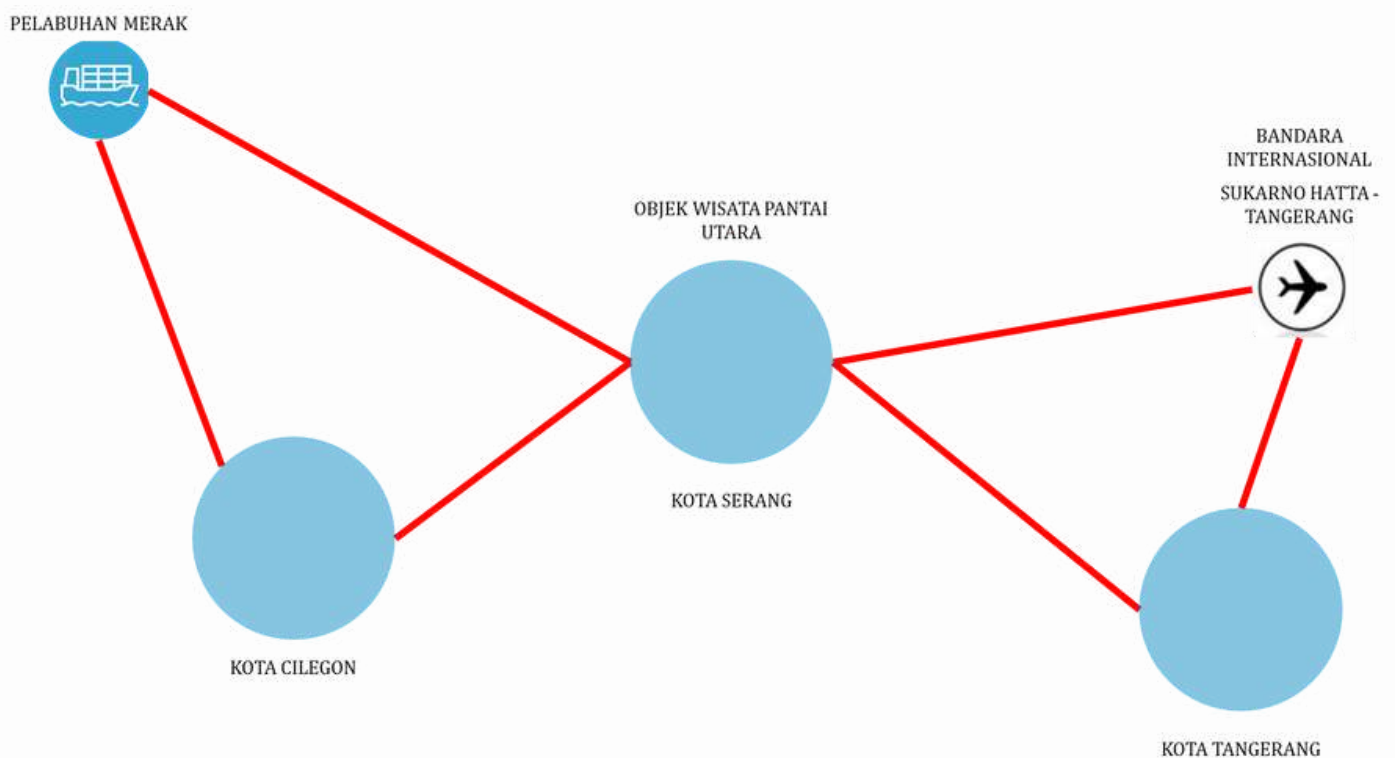 PELABUHAN MERAK
BANDARA
INTERNASIONAL
SUKARNO HATTA -
TANGERANG
OBJEK WISATA PANTAI
UTARA
KOTA SERANG
KOTA CILEGON
KOTA TANGERANG